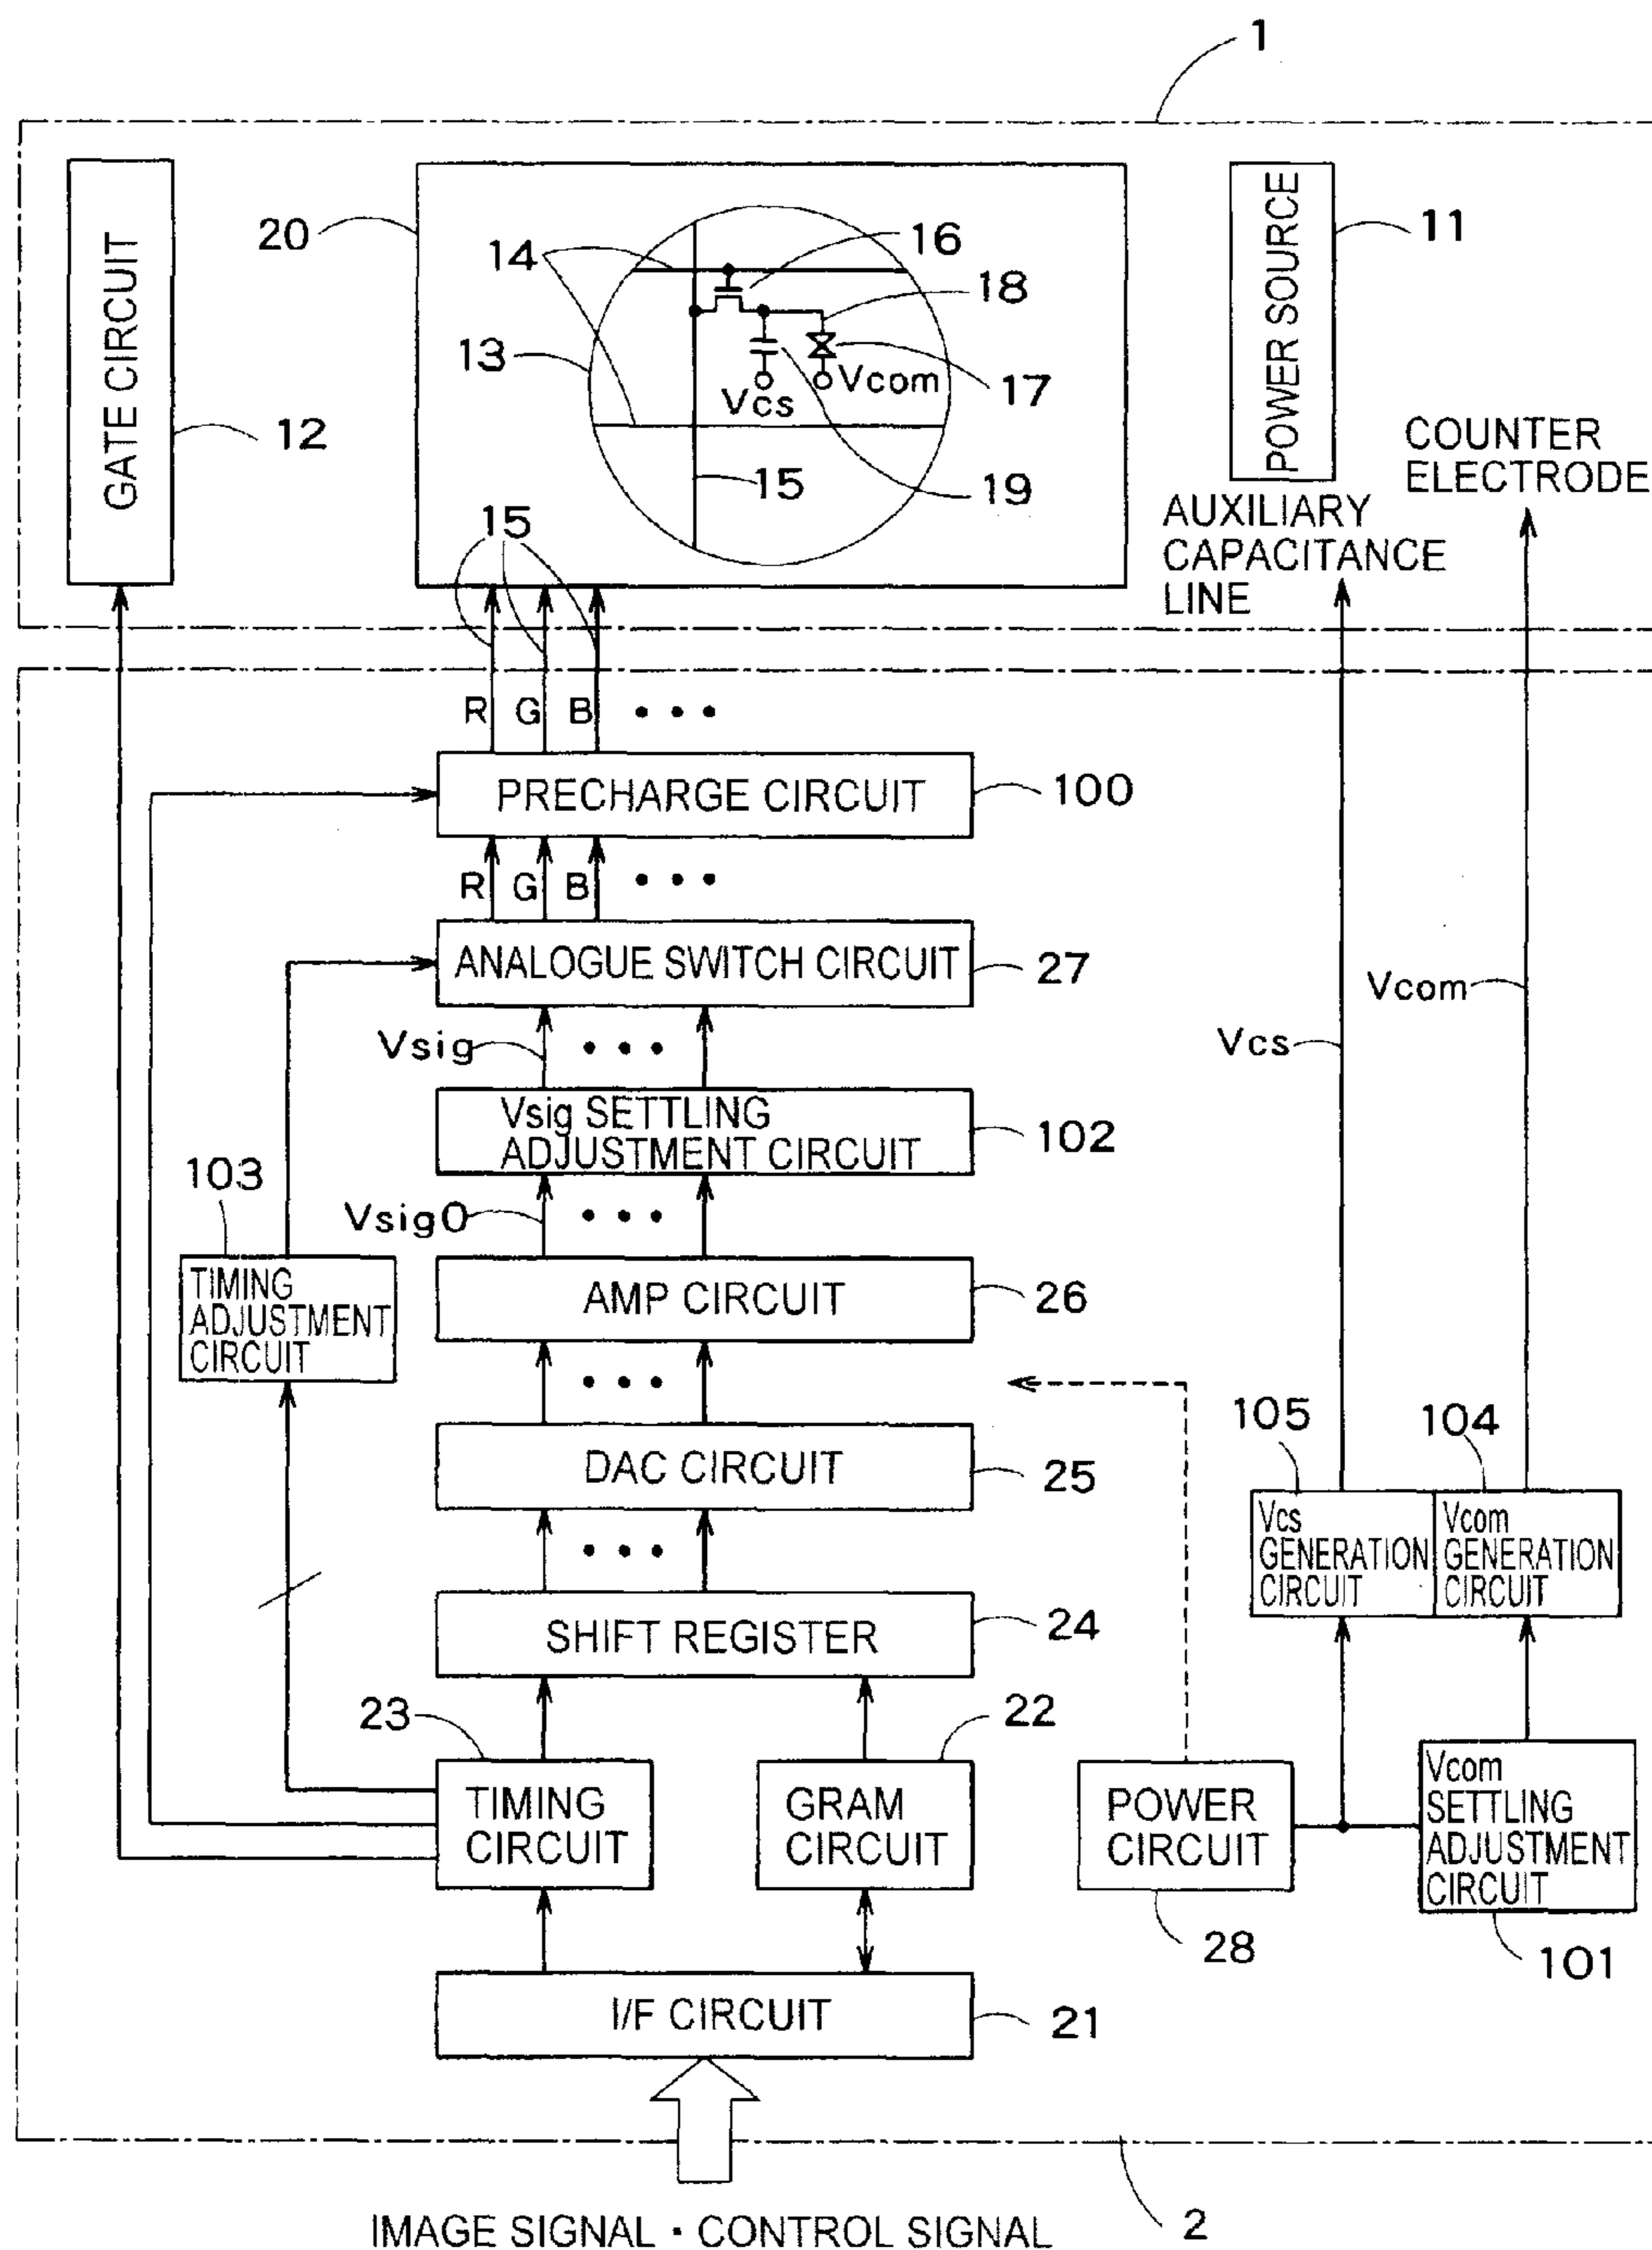 1
GATE CIRCUIT
12
20
13
14
16
18
17
Vcs
Vcom
15
19
POWER SOURCE
11
COUNTER
ELECTRODE
AUXILIARY
CAPACITANCE
LINE
15
R G B • • •
PRECHARGE CIRCUIT
100
R G B • • •
ANALOGUE SWITCH CIRCUIT
27
Vcom
Vcs
Vsig
• • •
Vsig SETTLING
ADJUSTMENT CIRCUIT
102
103
TIMING
ADJUSTMENT
CIRCUIT
Vsig0
• • •
AMP CIRCUIT
26
• • •
DAC CIRCUIT
25
• • •
SHIFT REGISTER
24
105
Vcs
GENERATION
CIRCUIT
104
Vcom
GENERATION
CIRCUIT
23
TIMING
CIRCUIT
22
GRAM
CIRCUIT
POWER
CIRCUIT
28
Vcom
SETTLING
ADJUSTMENT
CIRCUIT
101
I/F CIRCUIT
21
IMAGE SIGNAL · CONTROL SIGNAL
2